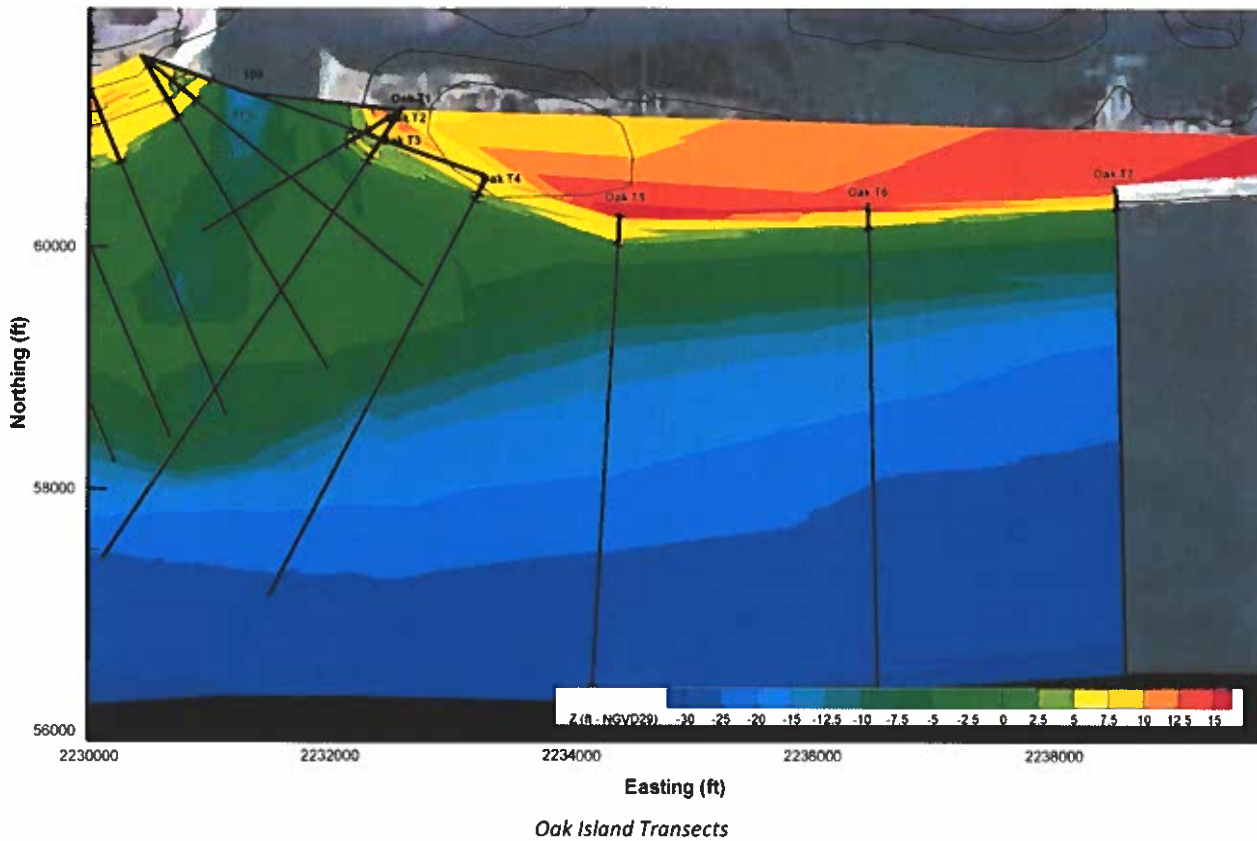 Oak T1
Oak T2
Oak T3
Oak T4
Oak T5
Oak T6
Oak T7
60000
58000
56000
Northing (ft)
Z (ft - NGVD29) -30 -25 -20 -15 -12.5 -10 -7.5 -5 -2.5 0 2.5 5 7.5 10 12.5 15
2230000 2232000 2234000 2236000 2238000
Easting (ft)
Oak Island Transects